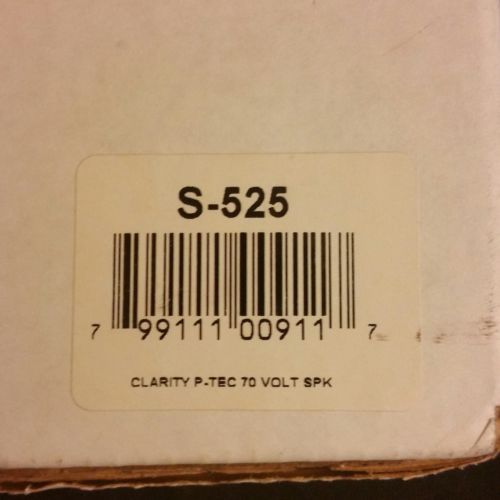 S-525
7 99111 00911 7
CLARITY P-TEC 70 VOLT SPK